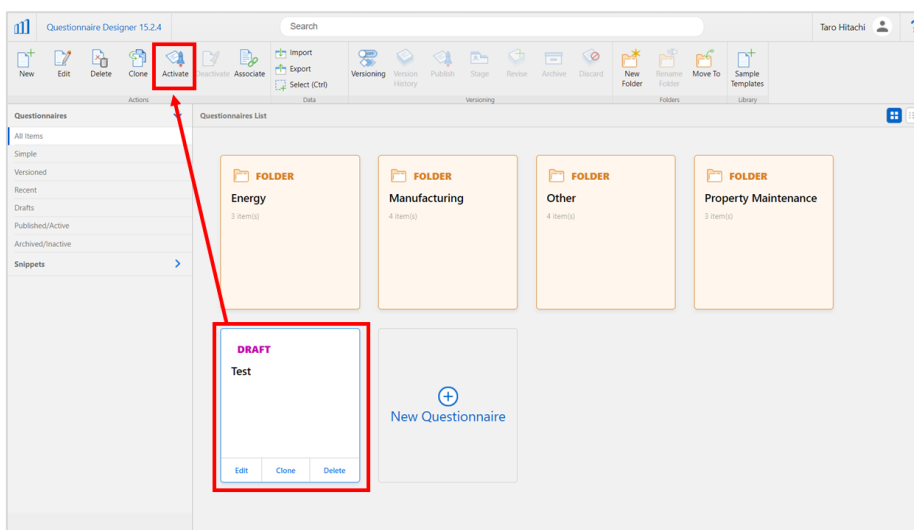 Questionnaire Designer 15.2.4
Search
Taro Hitachi
New
Edit
Delete
Clone
Activate
Deactivate
Associate
Import
Export
Select (Ctrl)
Versioning
Version
History
Publish
Stage
Revise
Archive
Discard
New
Folder
Rename
Folder
Move To
Sample
Templates
Actions
Data
Versioning
Folders
Library
Questionnaires
Questionnaires List
All Items
Simple
Versioned
Recent
Drafts
Published/Active
Archived/Inactive
Snippets
FOLDER
Energy
3 item(s)
FOLDER
Manufacturing
4 item(s)
FOLDER
Other
4 item(s)
FOLDER
Property Maintenance
3 item(s)
DRAFT
Test
Edit
Clone
Delete
New Questionnaire